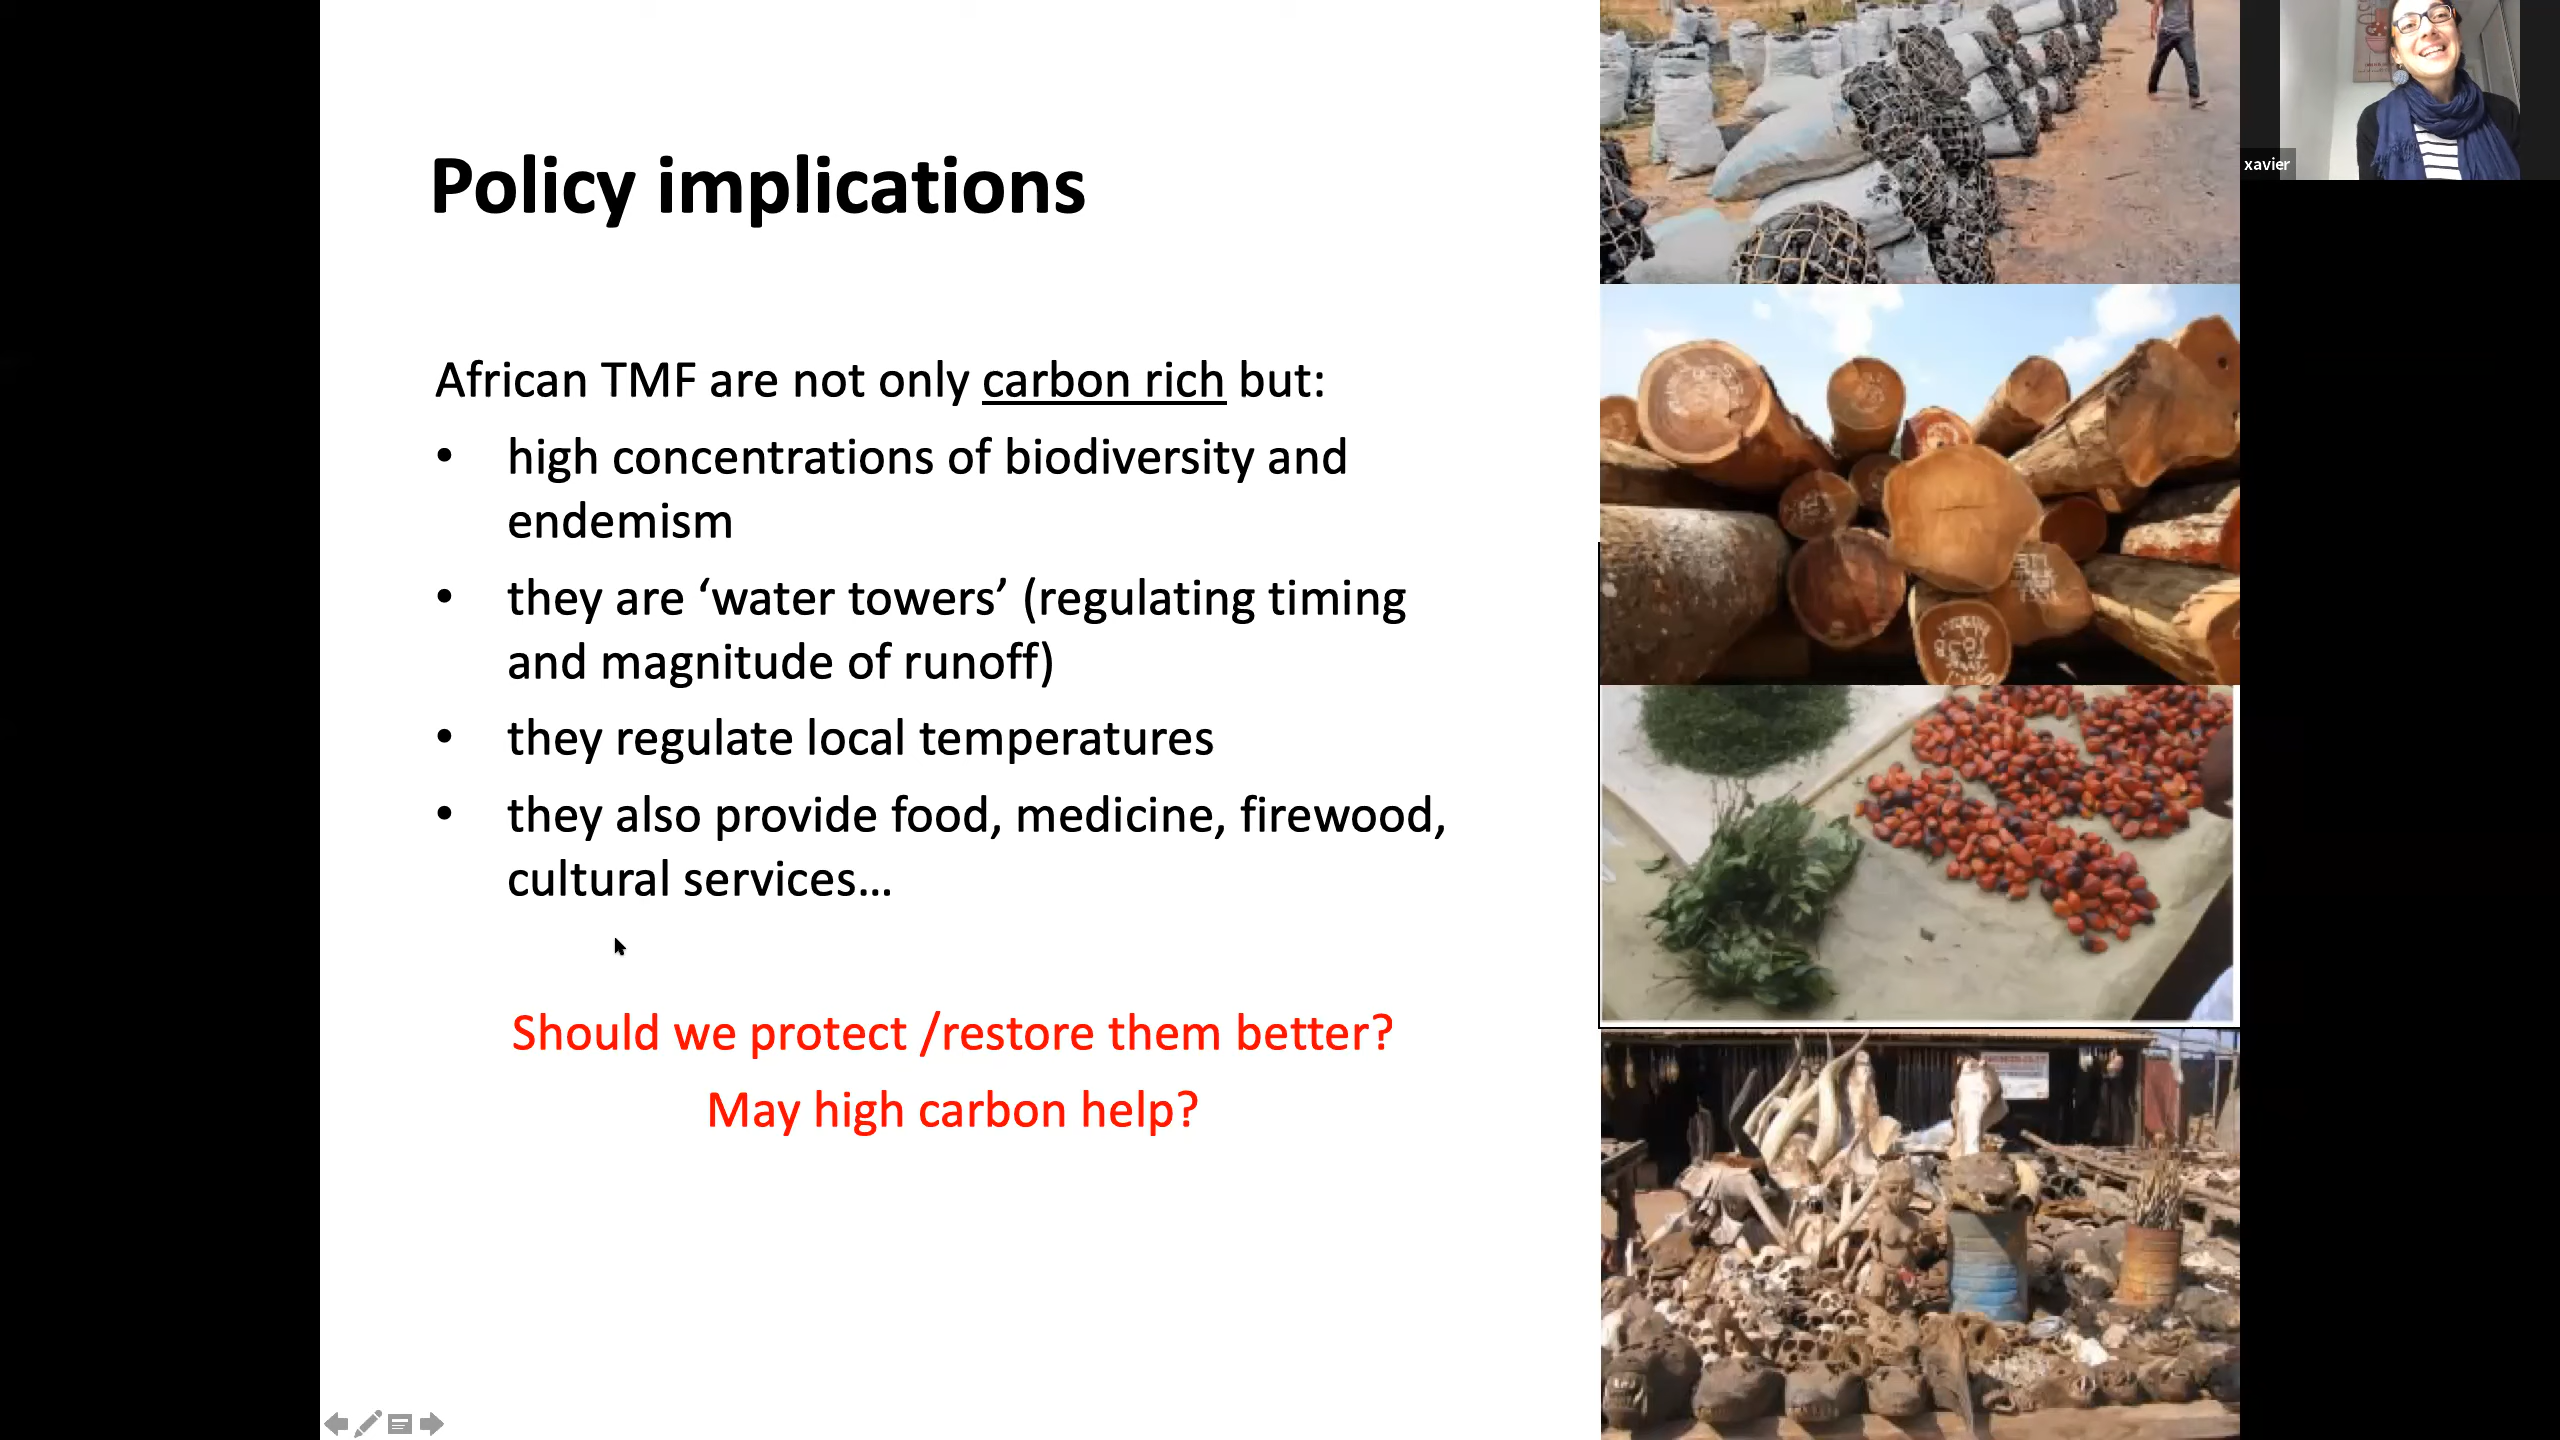 Policy implications
African TMF are not only carbon rich but:
• high concentrations of biodiversity and
endemism
• they are ‘water towers’ (regulating timing
and magnitude of runoff)
• they regulate local temperatures
• they also provide food, medicine, firewood,
cultural services...
Should we protect /restore them better?
May high carbon help?
xavier